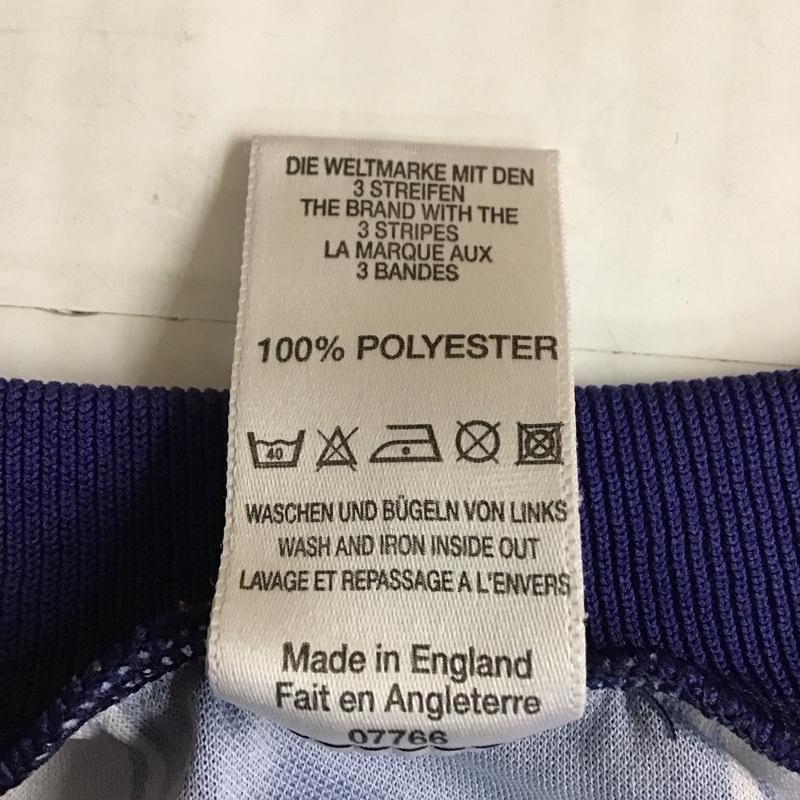 DIE WELTMARKE MIT DEN
3 STREIFEN
THE BRAND WITH THE
3 STRIPES
LA MARQUE AUX
3 BANDES
100% POLYESTER
40
WASCHEN UND BÜGELN VON LINKS
WASH AND IRON INSIDE OUT
LAVAGE ET REPASSAGE A L'ENVERS
Made in England
Fait en Angleterre
07766